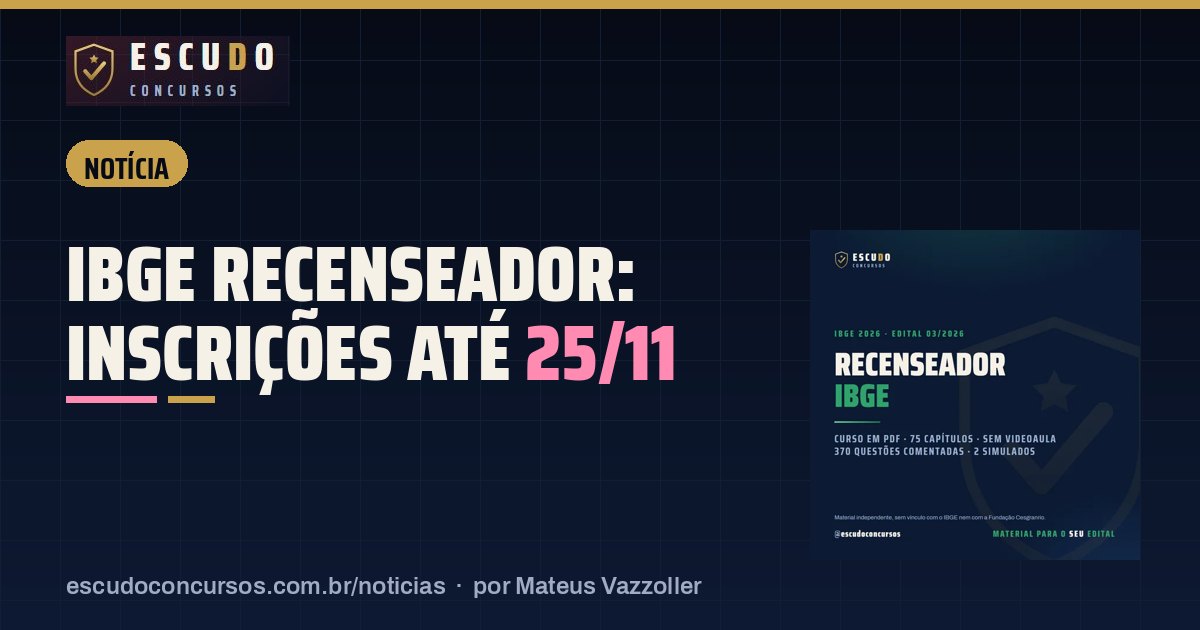 ESCUDO
CONCURSOS
NOTÍCIA
IBGE RECENSEADOR:
INSCRIÇÕES ATÉ 25/11
ESCUDO
CONCURSOS
IBGE 2026 · EDITAL 03/2026
RECENSEADOR
IBGE
CURSO EM PDF · 75 CAPÍTULOS · SEM VIDEOAULA
370 QUESTÕES COMENTADAS · 2 SIMULADOS
Material independente, sem vínculo com o IBGE nem com a Fundação Cesgranrio.
@escudoconcursos
MATERIAL PARA O SEU EDITAL
escudoconcursos.com.br/noticias · por Mateus Vazzoller